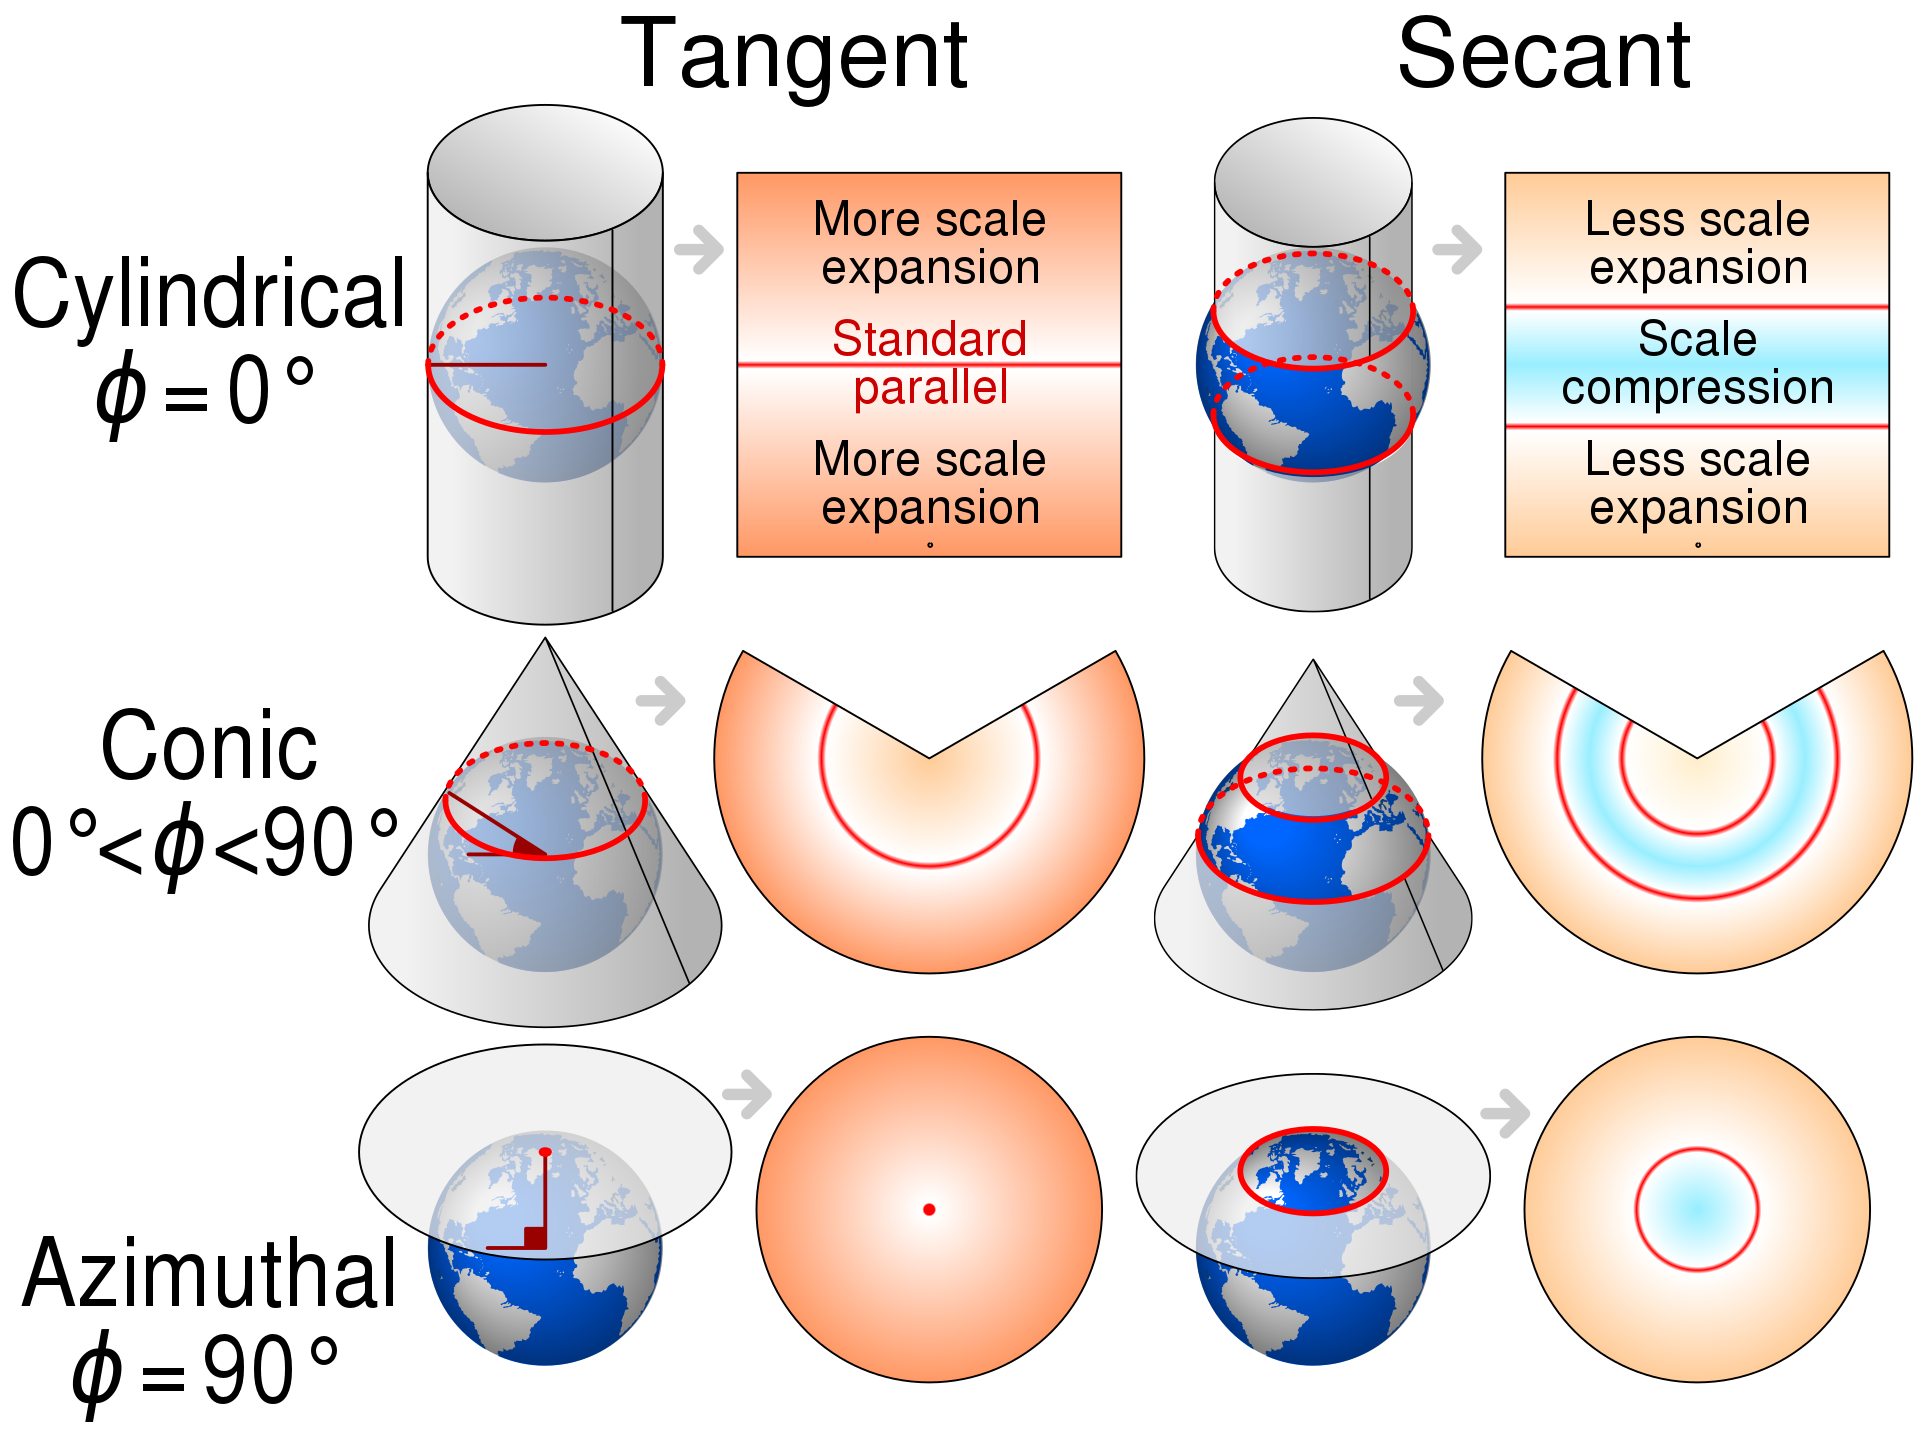 Tangent
Secant
Cylindrical
ϕ = 0°
More scale
expansion
Standard
parallel
More scale
expansion
Less scale
expansion
Scale
compression
Less scale
expansion
Conic
0°<ϕ<90°
Azimuthal
ϕ = 90°